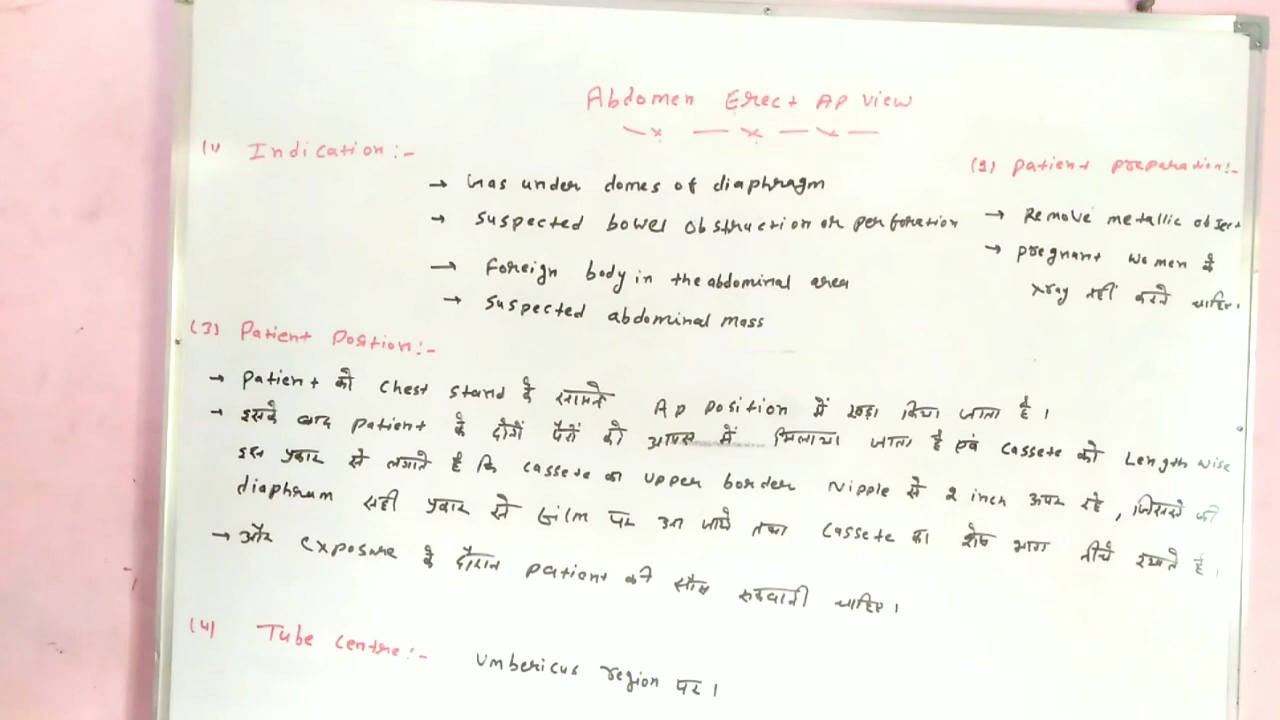 Abdomen Erect AP View
(1) Indication:-
→ Gas under domes of diaphragm
→ Suspected bowel obstruction or perforation
→ Foreign body in the abdominal area
→ Suspected abdominal mass
(2) Patient preparation:-
→ Remove metallic object
→ pregnant women के
xray नहीं करने चाहिए।
(3) Patient Position:-
→ Patient को chest stand के सामने AP position में खड़ा किया जाता है।
→ इसके बाद patient के दोनों पैरों को आपस में मिलाया जाता है एवं cassete को Length wise
इस प्रकार से लगाते है कि cassete का upper border Nipple से 2 inch ऊपर रहे, जिससे की
diaphram सही प्रकार से film पर आ जाये तथा cassete का शेष भाग नीचे रखते है।
→ और exposure के दौरान patient की साँस रुकवानी चाहिए।
(4) Tube centre:- Umbericus region पर।